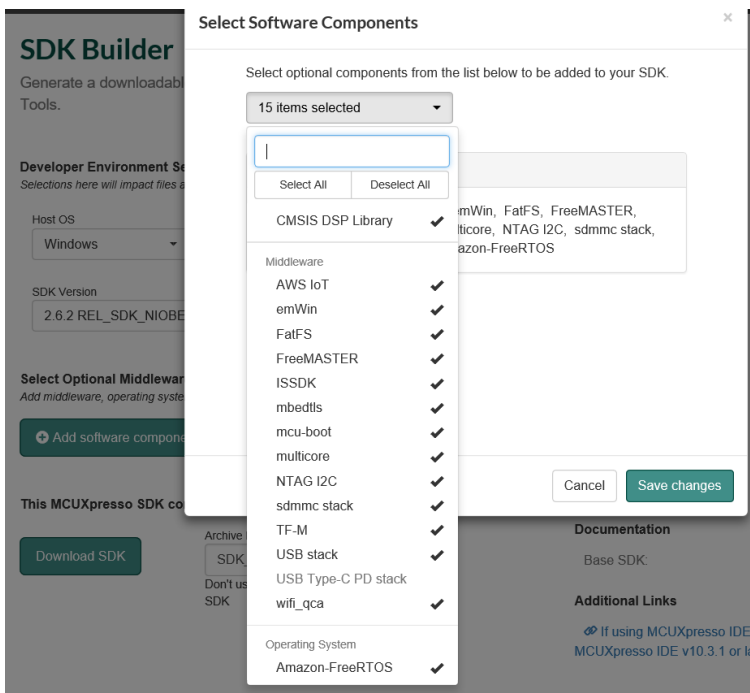 Select Software Components
×
SDK Builder
Generate a downloadabl
Tools.
Select optional components from the list below to be added to your SDK.
15 items selected
Select All
Deselect All
CMSIS DSP Library
Middleware
AWS IoT
emWin
FatFS
FreeMASTER
ISSDK
mbedtls
mcu-boot
multicore
NTAG I2C
sdmmc stack
TF-M
USB stack
USB Type-C PD stack
wifi_qca
Operating System
Amazon-FreeRTOS
emWin, FatFS, FreeMASTER,
lticore, NTAG I2C, sdmmc stack,
azon-FreeRTOS
Cancel
Save changes
Developer Environment Se
Selections here will impact files a
Host OS
Windows
SDK Version
2.6.2 REL_SDK_NIOBE
Select Optional Middlewar
Add middleware, operating syste
Add software compone
This MCUXpresso SDK co
Download SDK
Archive
SDK_
Don't us
SDK
Documentation
Base SDK:
Additional Links
If using MCUXpresso IDE
MCUXpresso IDE v10.3.1 or la